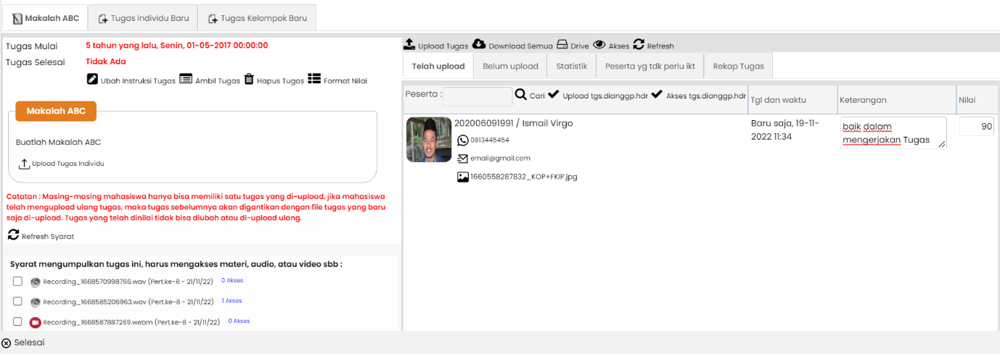 Makalah ABC
Tugas Individu Baru
Tugas Kelompok Baru
Tugas Mulai 5 tahun yang lalu, Senin, 01-05-2017 00:00:00
Tugas Selesai Tidak Ada
Ubah Instruksi Tugas Ambil Tugas Hapus Tugas Format Nilai
Makalah ABC
Buatlah Makalah ABC
Upload Tugas Individu
Catatan : Masing-masing mahasiswa hanya bisa memiliki satu tugas yang di-upload, jika mahasiswa
telah mengupload ulang tugas, maka tugas sebelumnya akan digantikan dengan file tugas yang baru
saja di-upload. Tugas yang telah dinilai tidak bisa diubah atau di-upload ulang.
Refresh Syarat
Syarat mengumpulkan tugas ini, harus mengakses materi, audio, atau video sbb :
Recording_1668570998766.wav (Pert.ke-8 - 21/11/22) 0 Akses
Recording_1668585206963.wav (Pert.ke-8 - 21/11/22) 1 Akses
Recording_1668587887269.webm (Pert.ke-8 - 21/11/22) 0 Akses
Upload Tugas Download Semua Drive Akses Refresh
Telah upload Belum upload Statistik Peserta yg tdk perlu ikt Rekap Tugas
Peserta : Cari Upload tgs.dianggp.hdr Akses tgs.dianggp.hdr Tgl dan waktu Keterangan Nilai
202006091991 / Ismail Virgo
0813445454
email@gmail.com
1660558287832_KOP+FKIP.jpg
Baru saja, 19-11-
2022 11:34
baik dalam
mengerjakan Tugas
90
Selesai